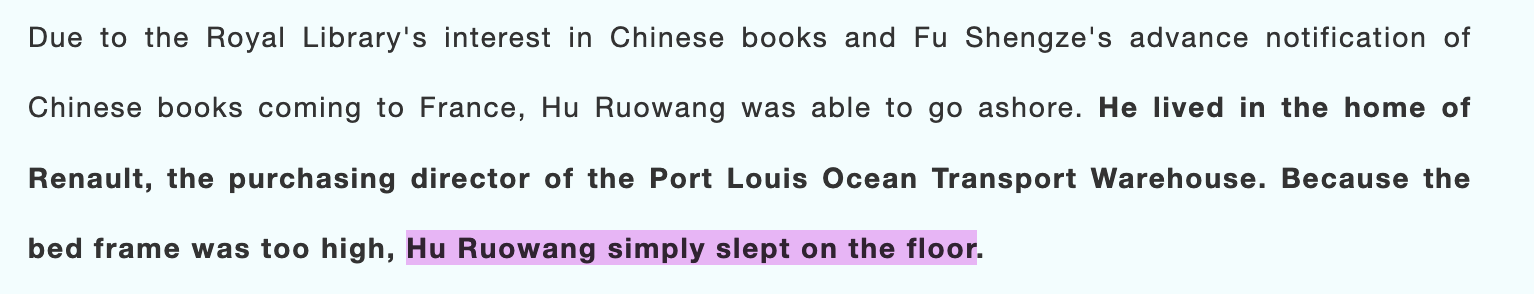 Due to the Royal Library's interest in Chinese books and Fu Shengze's advance notification of
Chinese books coming to France, Hu Ruowang was able to go ashore. He lived in the home of
Renault, the purchasing director of the Port Louis Ocean Transport Warehouse. Because the
bed frame was too high, Hu Ruowang simply slept on the floor.